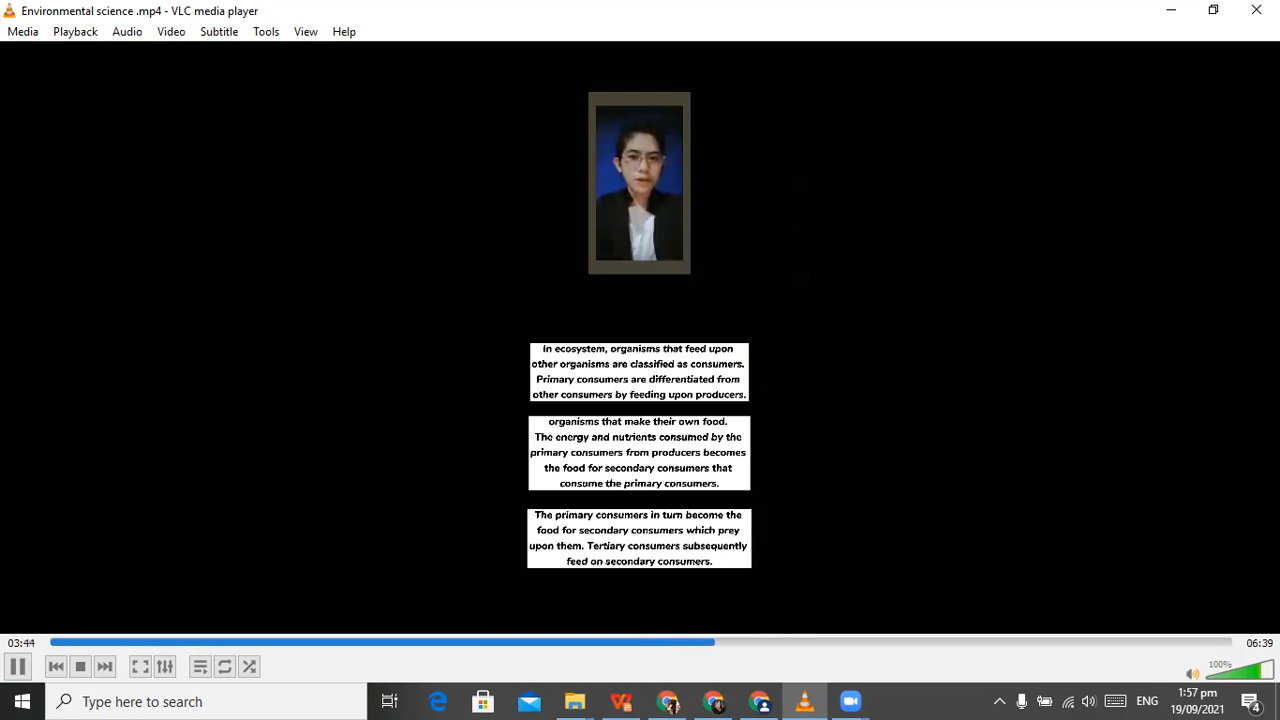 Environmental science .mp4 - VLC media player
Media Playback Audio Video Subtitle Tools View Help
In ecosystem, organisms that feed upon
other organisms are classified as consumers.
Primary consumers are differentiated from
other consumers by feeding upon producers.
organisms that make their own food.
The energy and nutrients consumed by the
primary consumers from producers becomes
the food for secondary consumers that
consume the primary consumers.
The primary consumers in turn become the
food for secondary consumers which prey
upon them. Tertiary consumers subsequently
feed on secondary consumers.
03:44 06:39
100%
Type here to search
ENG
1:57 pm
19/09/2021
4